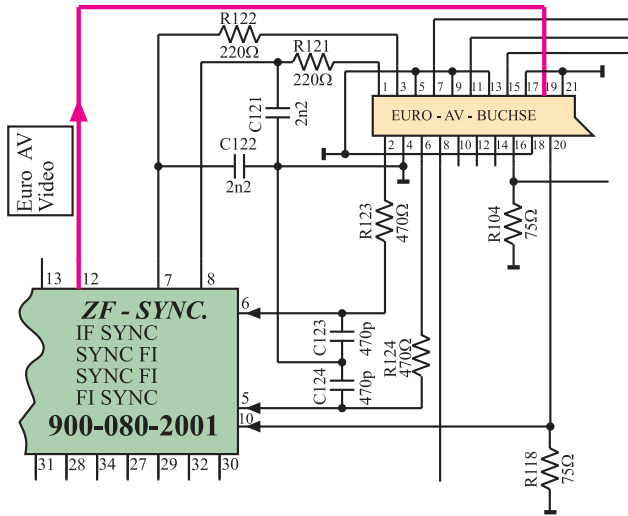 R122
220Ω
R121
220Ω
C121
2n2
C122
2n2
1 3 5 7 9 11 13 15 17 19 21
EURO - AV - BUCHSE
2 4 6 8 10 12 14 16 18 20
Euro AV
Video
R123
470Ω
R104
75Ω
13 12 7 8
ZF - SYNC.
IF SYNC
SYNC FI
SYNC FI
FI SYNC
900-080-2001
6
5
10
C123
470p
C124
470p
R124
470Ω
R118
75Ω
31 28 34 27 29 32 30